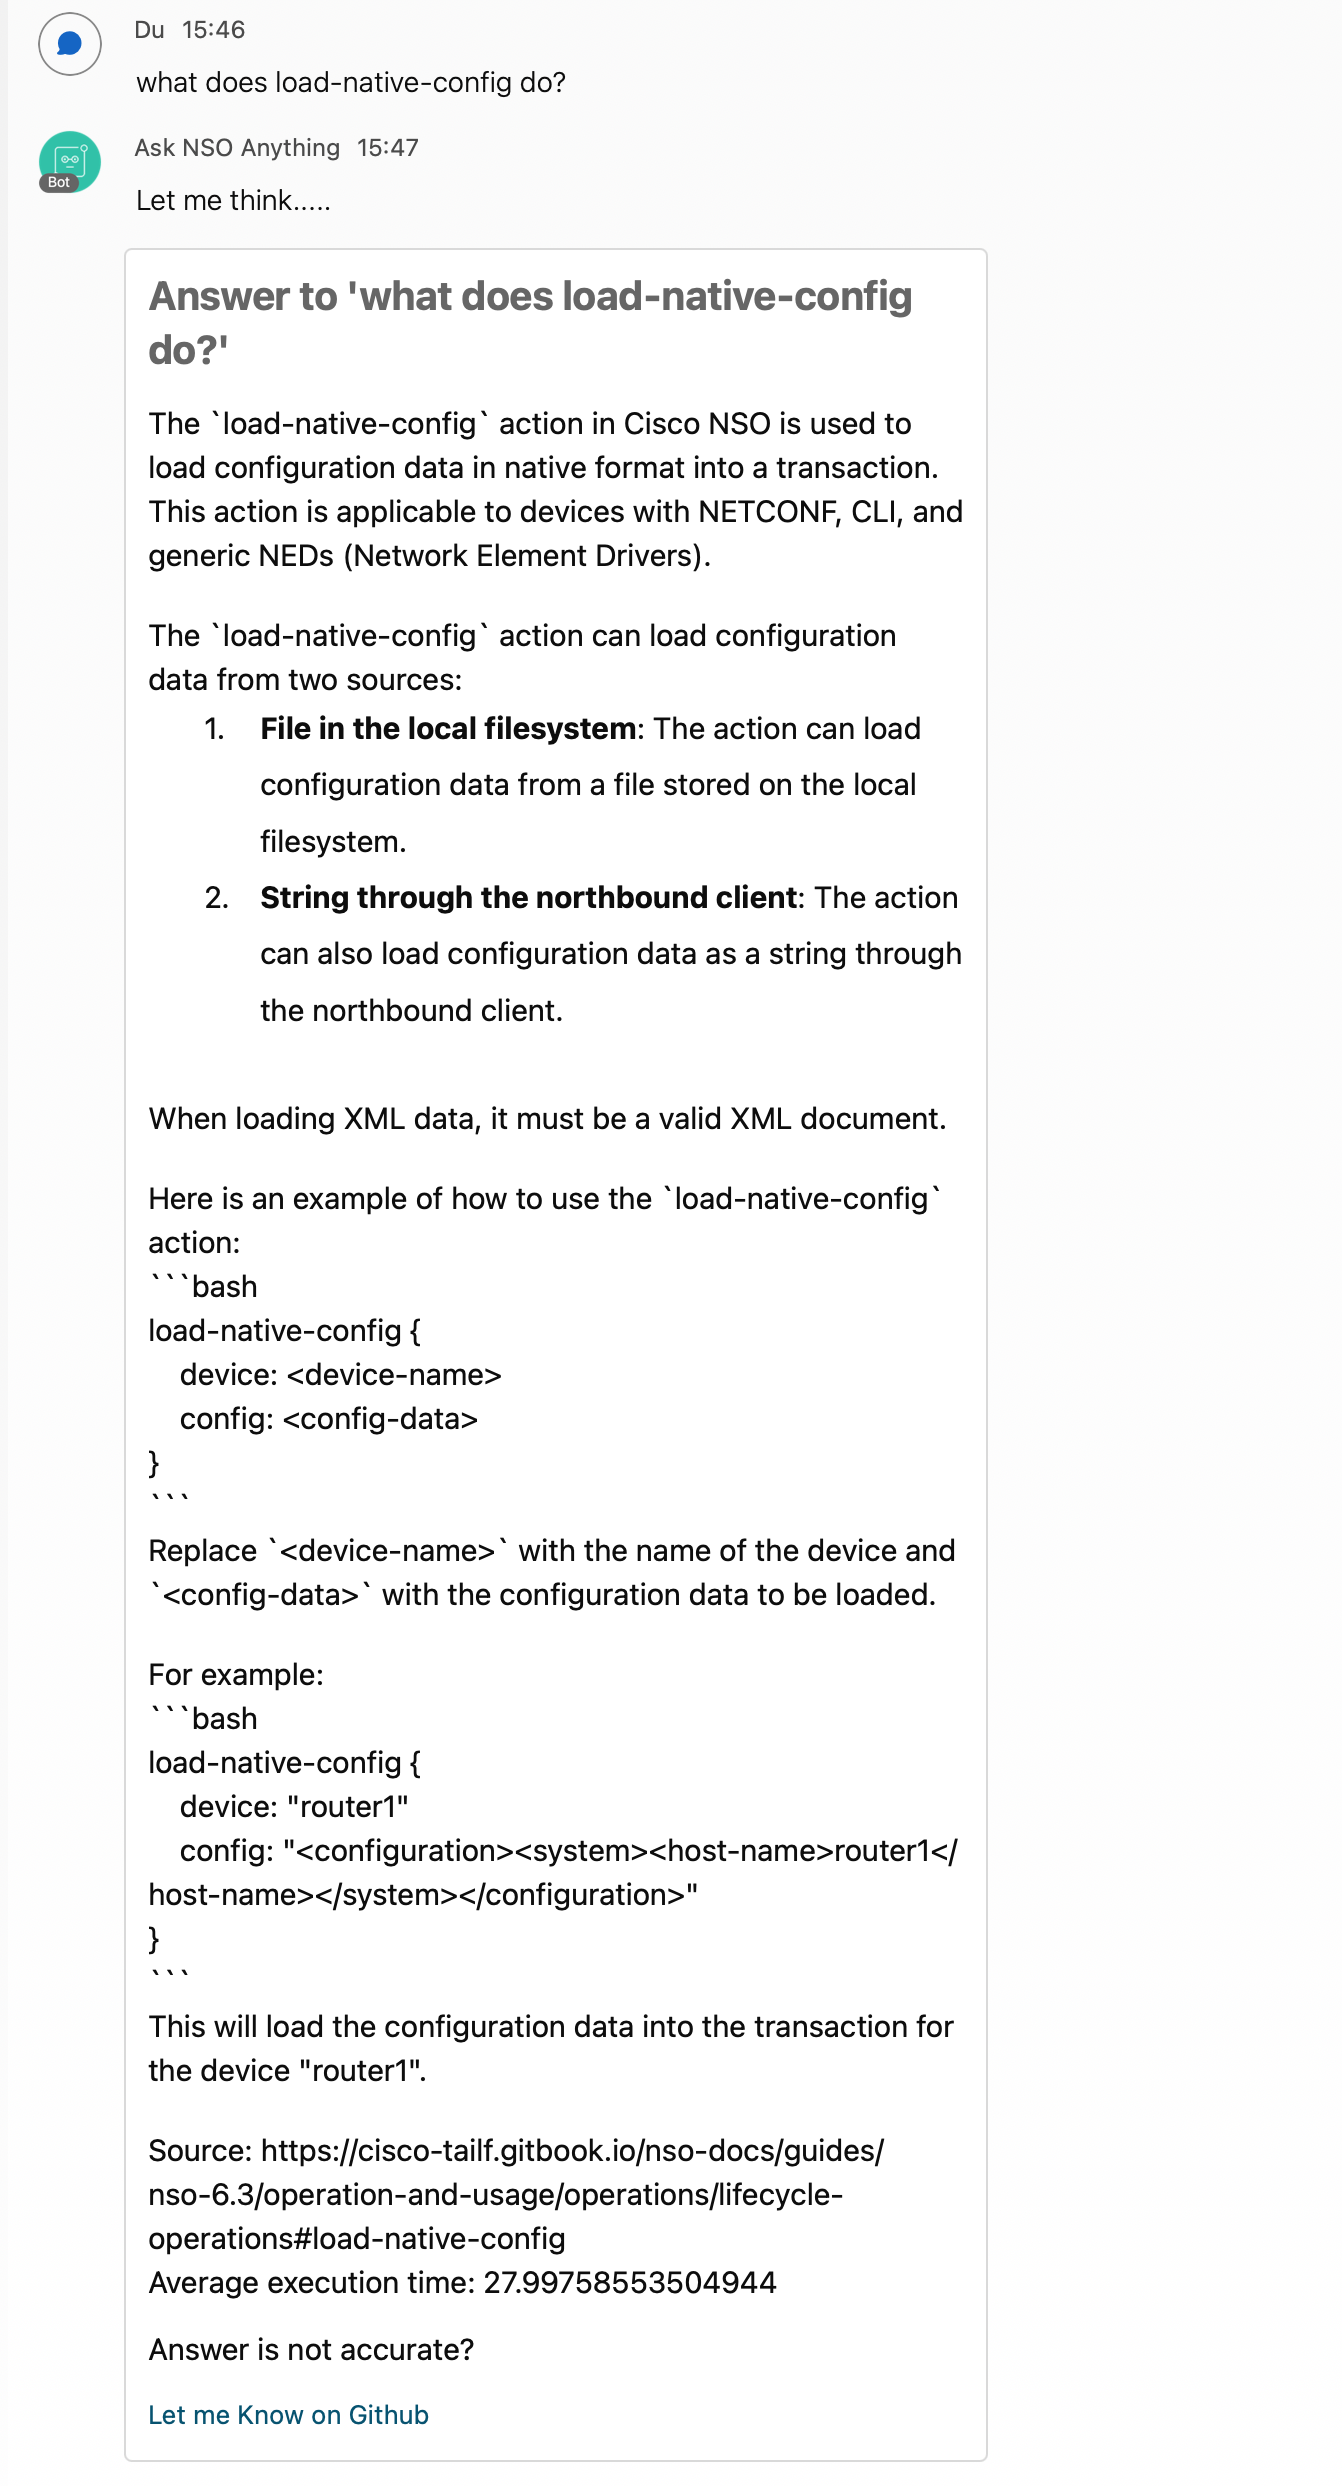 Du 15:46
what does load-native-config do?
Ask NSO Anything 15:47
Bot
Let me think.....
Answer to 'what does load-native-config
do?'
The `load-native-config` action in Cisco NSO is used to
load configuration data in native format into a transaction.
This action is applicable to devices with NETCONF, CLI, and
generic NEDs (Network Element Drivers).
The `load-native-config` action can load configuration
data from two sources:
1. File in the local filesystem: The action can load
configuration data from a file stored on the local
filesystem.
2. String through the northbound client: The action
can also load configuration data as a string through
the northbound client.
When loading XML data, it must be a valid XML document.
Here is an example of how to use the `load-native-config`
action:
```bash
load-native-config {
    device: <device-name>
    config: <config-data>
}
```
Replace `<device-name>` with the name of the device and
`<config-data>` with the configuration data to be loaded.
For example:
```bash
load-native-config {
    device: "router1"
    config: "<configuration><system><host-name>router1</
host-name></system></configuration>"
}
```
This will load the configuration data into the transaction for
the device "router1".
Source: https://cisco-tailf.gitbook.io/nso-docs/guides/
nso-6.3/operation-and-usage/operations/lifecycle-
operations#load-native-config
Average execution time: 27.99758553504944
Answer is not accurate?
Let me Know on Github